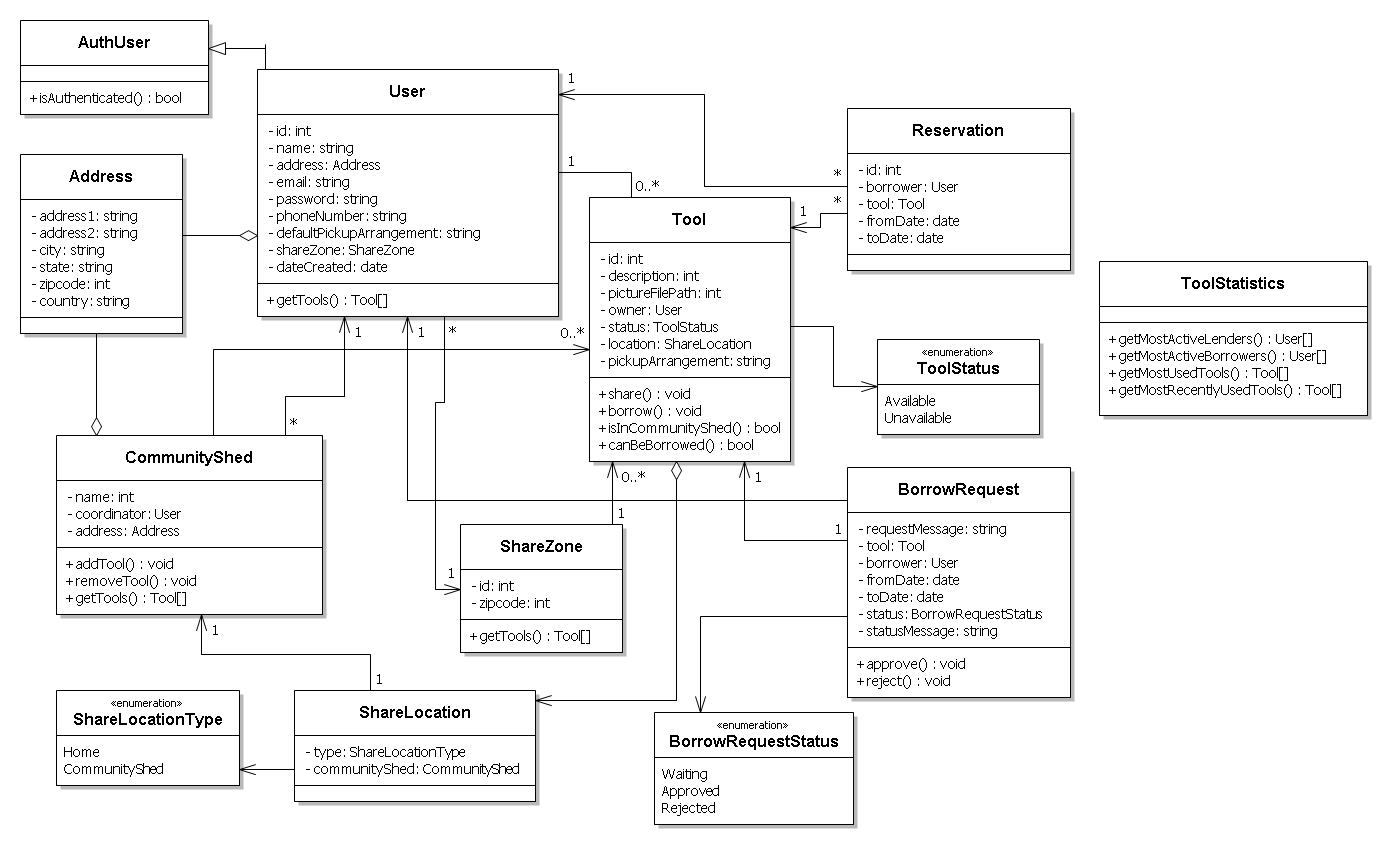 AuthUser
+isAuthenticated() : bool
User
-id: int
-name: string
-address: Address
-email: string
-password: string
-phoneNumber: string
-defaultPickupArrangement: string
-shareZone: ShareZone
-dateCreated: date
+getTools() : Tool[]
1
1
1
1
*
Address
-address1: string
-address2: string
-city: string
-state: string
-zipcode: int
-country: string
Reservation
-id: int
-borrower: User
-tool: Tool
-fromDate: date
-toDate: date
*
*
1
0..*
Tool
-id: int
-description: int
-pictureFilePath: int
-owner: User
-status: ToolStatus
-location: ShareLocation
-pickupArrangement: string
+share() : void
+borrow() : void
+isInCommunityShed() : bool
+canBeBorrowed() : bool
0..*
0..*
1
ToolStatistics
+getMostActiveLenders() : User[]
+getMostActiveBorrowers() : User[]
+getMostUsedTools() : Tool[]
+getMostRecentlyUsedTools() : Tool[]
«enumeration»
ToolStatus
Available
Unavailable
*
CommunityShed
-name: int
-coordinator: User
-address: Address
+addTool() : void
+removeTool() : void
+getTools() : Tool[]
1
1
1
ShareZone
-id: int
-zipcode: int
+getTools() : Tool[]
1
BorrowRequest
-requestMessage: string
-tool: Tool
-borrower: User
-fromDate: date
-toDate: date
-status: BorrowRequestStatus
-statusMessage: string
+approve() : void
+reject() : void
«enumeration»
ShareLocationType
Home
CommunityShed
1
ShareLocation
-type: ShareLocationType
-communityShed: CommunityShed
«enumeration»
BorrowRequestStatus
Waiting
Approved
Rejected